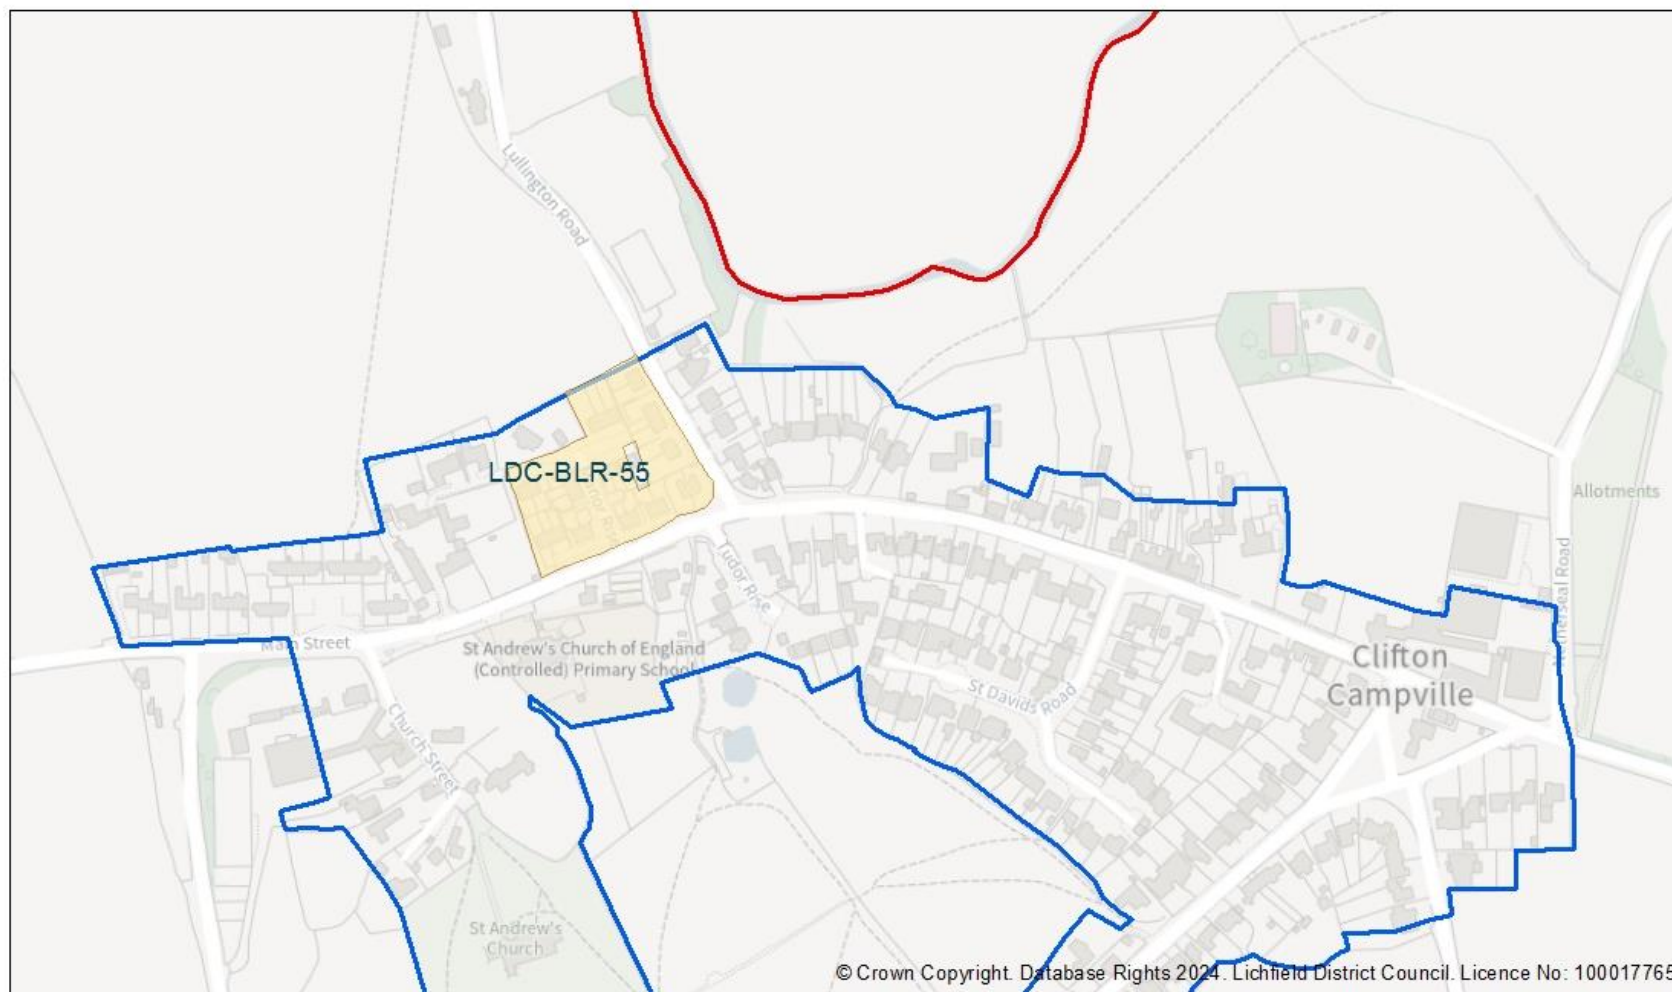 Lullington Road
LDC-BLR-55
Tudor Rise
Allotments
Main Street
St Andrew's Church of England
(Controlled) Primary School
St Davids Road
Clifton
Campville
Church Street
Road
St Andrew's
Church
© Crown Copyright. Database Rights 2024. Lichfield District Council. Licence No: 100017765